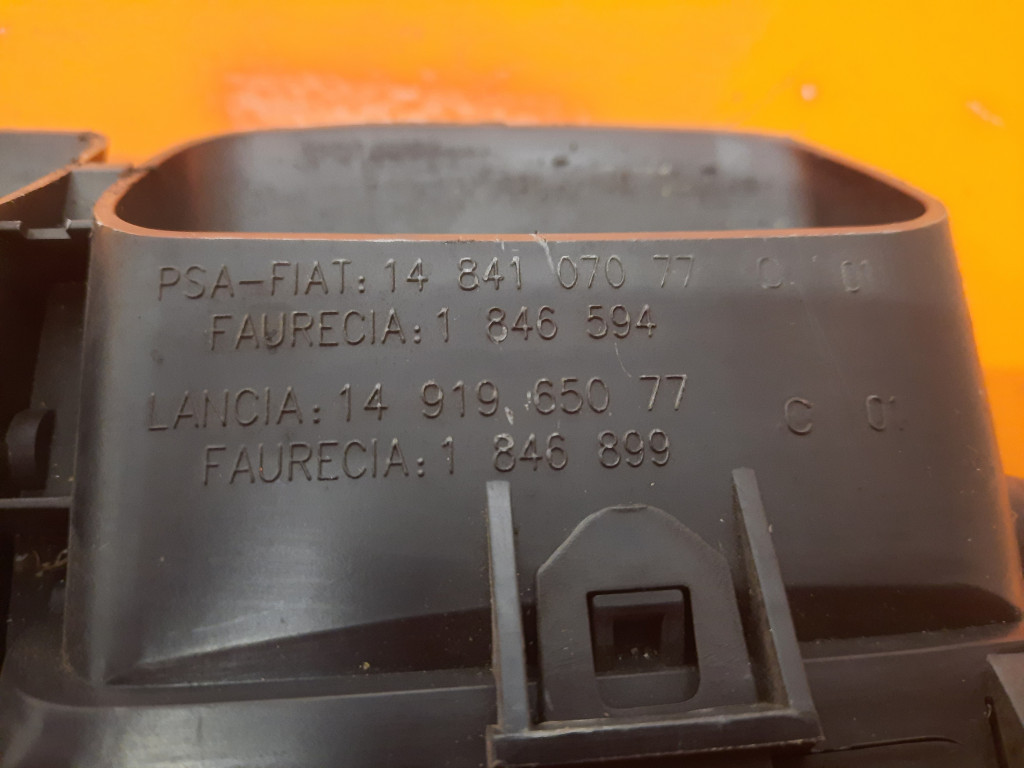 PSA-FIAT: 14 841 070 77 C 01
FAURECIA: 1 846 594
LANCIA: 14 919 650 77 C 01
FAURECIA: 1 846 899